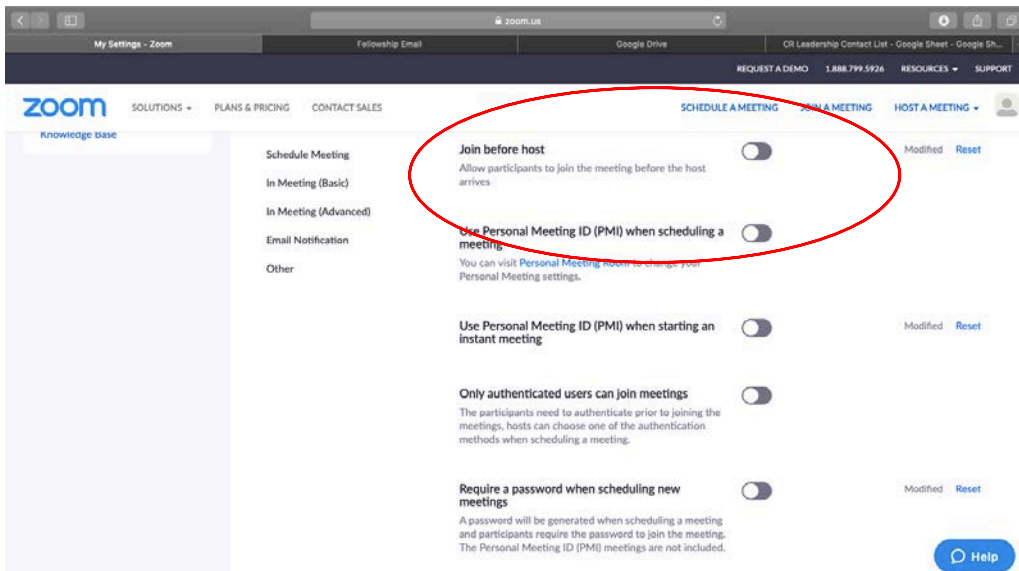 zoom.us
My Settings - Zoom
Fellowship Email
Google Drive
CR Leadership Contact List - Google Sheet - Google Sh...
REQUEST A DEMO 1.888.799.5926 RESOURCES SUPPORT
zoom SOLUTIONS PLANS & PRICING CONTACT SALES SCHEDULE A MEETING JOIN A MEETING HOST A MEETING
Knowledge Base
Schedule Meeting
In Meeting (Basic)
In Meeting (Advanced)
Email Notification
Other
Join before host
Allow participants to join the meeting before the host
arrives
Modified Reset
Use Personal Meeting ID (PMI) when scheduling a
meeting
You can visit Personal Meeting Room to change your
Personal Meeting settings.
Use Personal Meeting ID (PMI) when starting an
instant meeting
Modified Reset
Only authenticated users can join meetings
The participants need to authenticate prior to joining the
meetings, hosts can choose one of the authentication
methods when scheduling a meeting.
Require a password when scheduling new
meetings
Modified Reset
A password will be generated when scheduling a meeting
and participants require the password to join the meeting.
The Personal Meeting ID (PMI) meetings are not included.
Help